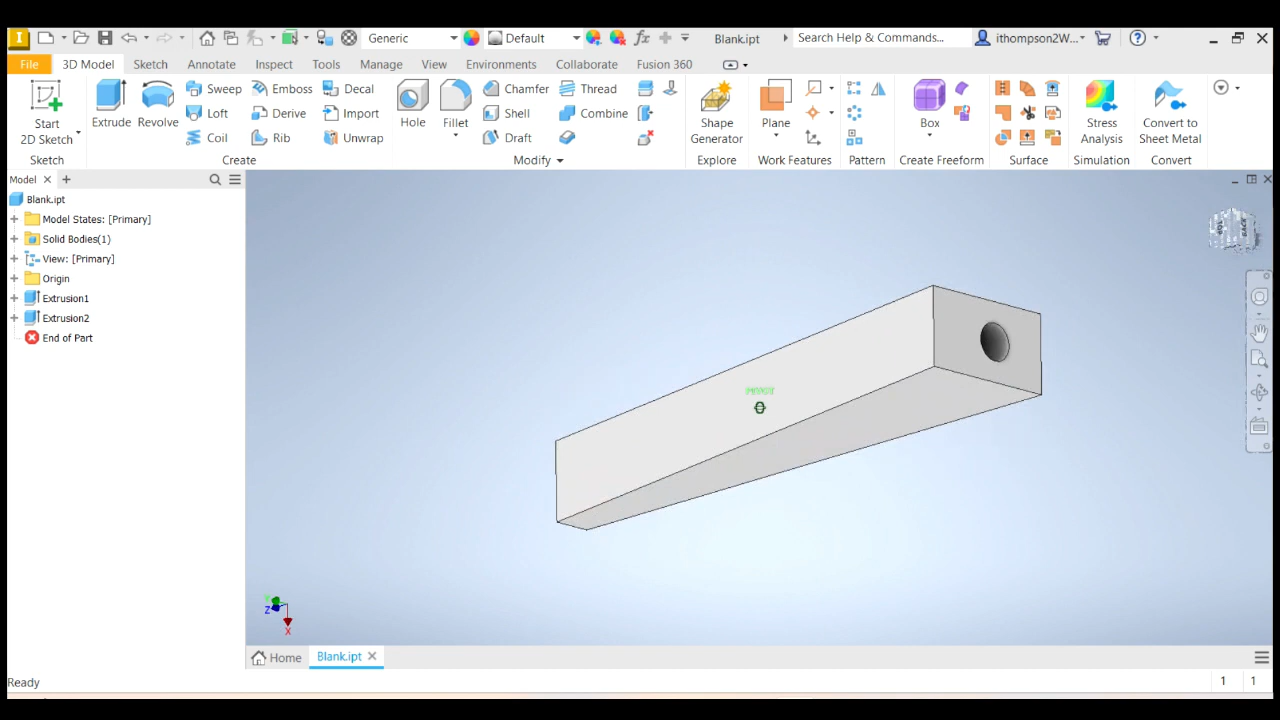 I Generic Default fx Blank.ipt Search Help & Commands... ithompson2W... ?
File 3D Model Sketch Annotate Inspect Tools Manage View Environments Collaborate Fusion 360
Start 2D Sketch
Extrude
Revolve
Sweep Emboss Decal
Loft Derive Import
Coil Rib Unwrap
Hole
Fillet
Chamfer Thread
Shell Combine
Draft
Shape Generator
Plane
Box
Stress Analysis
Convert to Sheet Metal
Sketch Create Modify Explore Work Features Pattern Create Freeform Surface Simulation Convert
Model
Blank.ipt
Model States: [Primary]
Solid Bodies(1)
View: [Primary]
Origin
Extrusion1
Extrusion2
End of Part
TOP BACK
PIVOT
Z
X
Home Blank.ipt
Ready 1 1